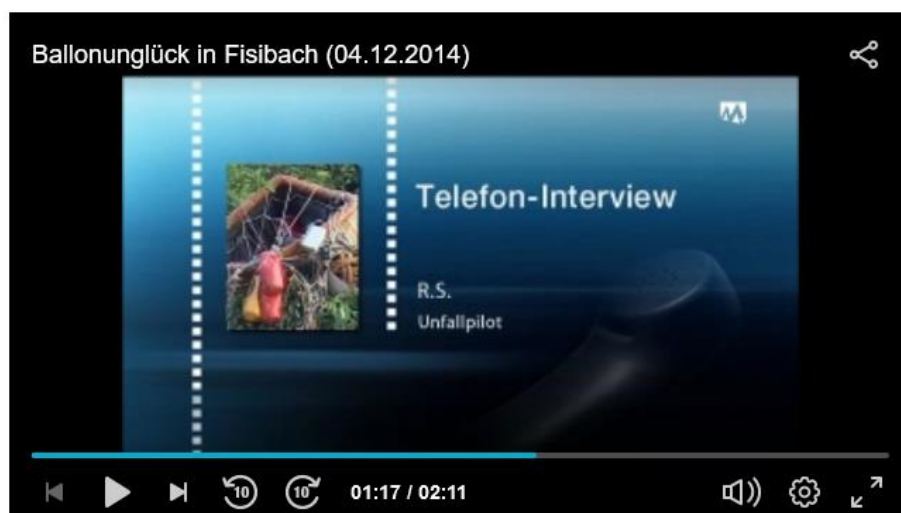 Ballonunglück in Fisibach (04.12.2014)
Telefon-Interview
R.S.
Unfallpilot
10
10
01:17 / 02:11